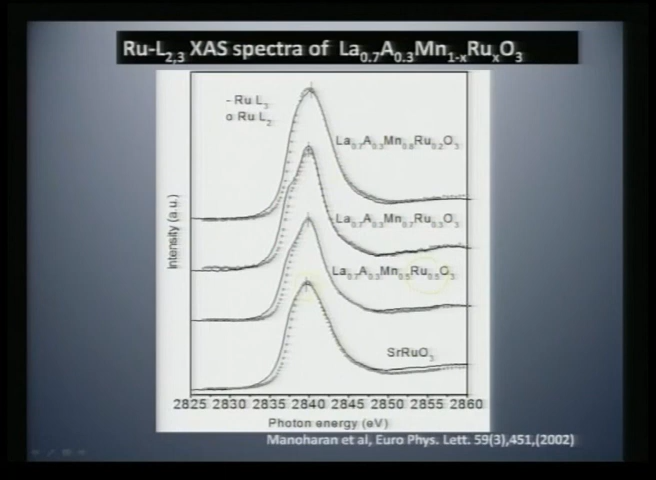 Ru-L2,3 XAS spectra of La0.7A0.3Mn1-xRuxO3
- Ru L3
o Ru L2
La0.7A0.3Mn0.8Ru0.2O3
La0.7A0.3Mn0.7Ru0.3O3
La0.7A0.3Mn0.5Ru0.5O3
SrRuO3
Intensity (a.u.)
2825 2830 2835 2840 2845 2850 2855 2860
Photon energy (eV)
Manoharan et al, Euro Phys. Lett. 59(3),451,(2002)